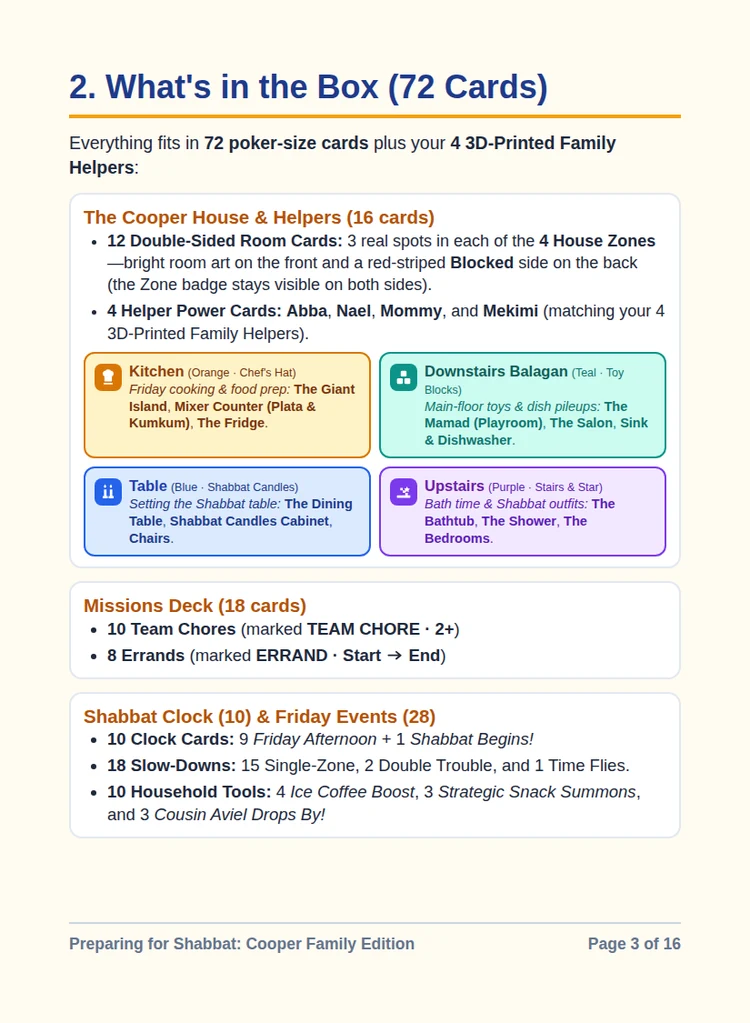 2. What's in the Box (72 Cards)
Everything fits in 72 poker-size cards plus your 4 3D-Printed Family
Helpers:
The Cooper House & Helpers (16 cards)
• 12 Double-Sided Room Cards: 3 real spots in each of the 4 House Zones
—bright room art on the front and a red-striped Blocked side on the back
(the Zone badge stays visible on both sides).
• 4 Helper Power Cards: Abba, Nael, Mommy, and Mekimi (matching your 4
3D-Printed Family Helpers).
Kitchen (Orange · Chef's Hat)
Friday cooking & food prep: The Giant
Island, Mixer Counter (Plata &
Kumkum), The Fridge.
Downstairs Balagan (Teal · Toy
Blocks)
Main-floor toys & dish pileups: The
Mamad (Playroom), The Salon, Sink
& Dishwasher.
Table (Blue · Shabbat Candles)
Setting the Shabbat table: The Dining
Table, Shabbat Candles Cabinet,
Chairs.
Upstairs (Purple · Stairs & Star)
Bath time & Shabbat outfits: The
Bathtub, The Shower, The
Bedrooms.
Missions Deck (18 cards)
• 10 Team Chores (marked TEAM CHORE · 2+)
• 8 Errands (marked ERRAND · Start → End)
Shabbat Clock (10) & Friday Events (28)
• 10 Clock Cards: 9 Friday Afternoon + 1 Shabbat Begins!
• 18 Slow-Downs: 15 Single-Zone, 2 Double Trouble, and 1 Time Flies.
• 10 Household Tools: 4 Ice Coffee Boost, 3 Strategic Snack Summons,
and 3 Cousin Aviel Drops By!
Preparing for Shabbat: Cooper Family Edition
Page 3 of 16